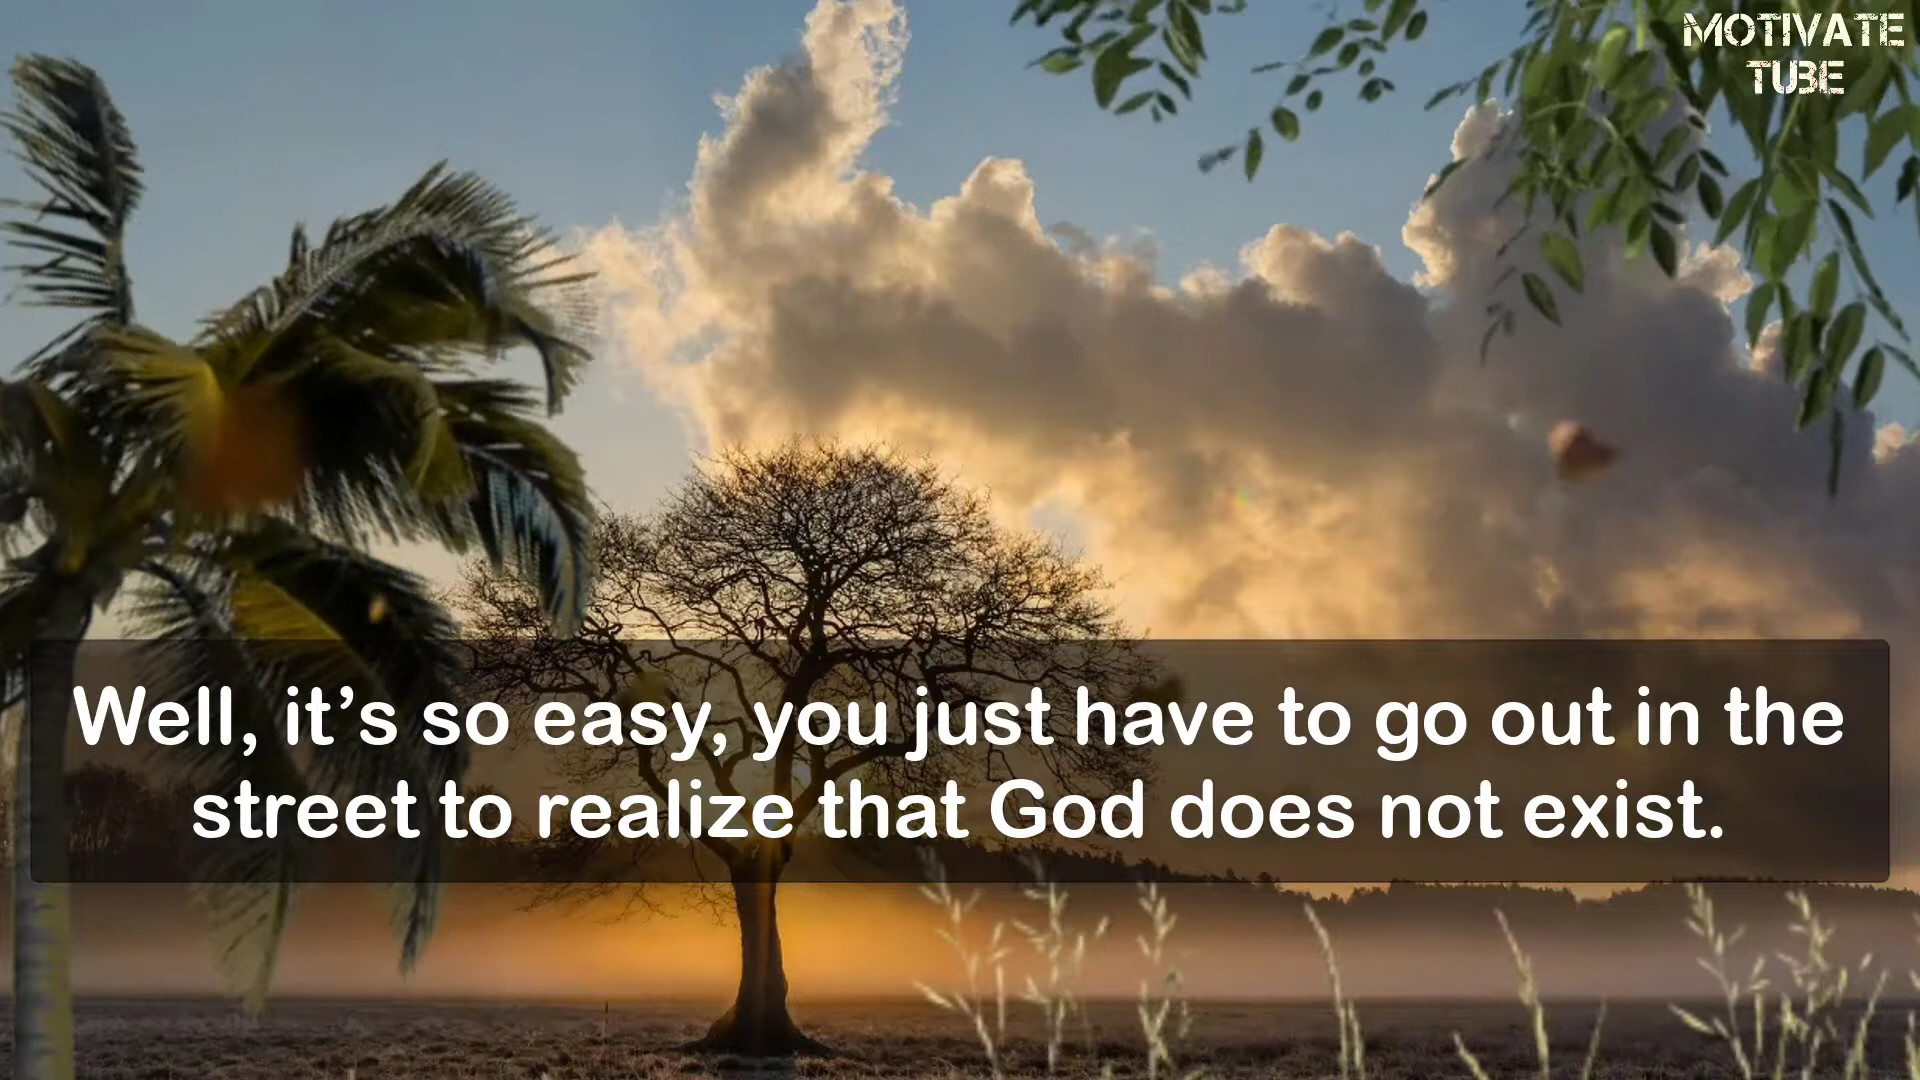 MOTIVATE
TUBE
Well, it’s so easy, you just have to go out in the
street to realize that God does not exist.